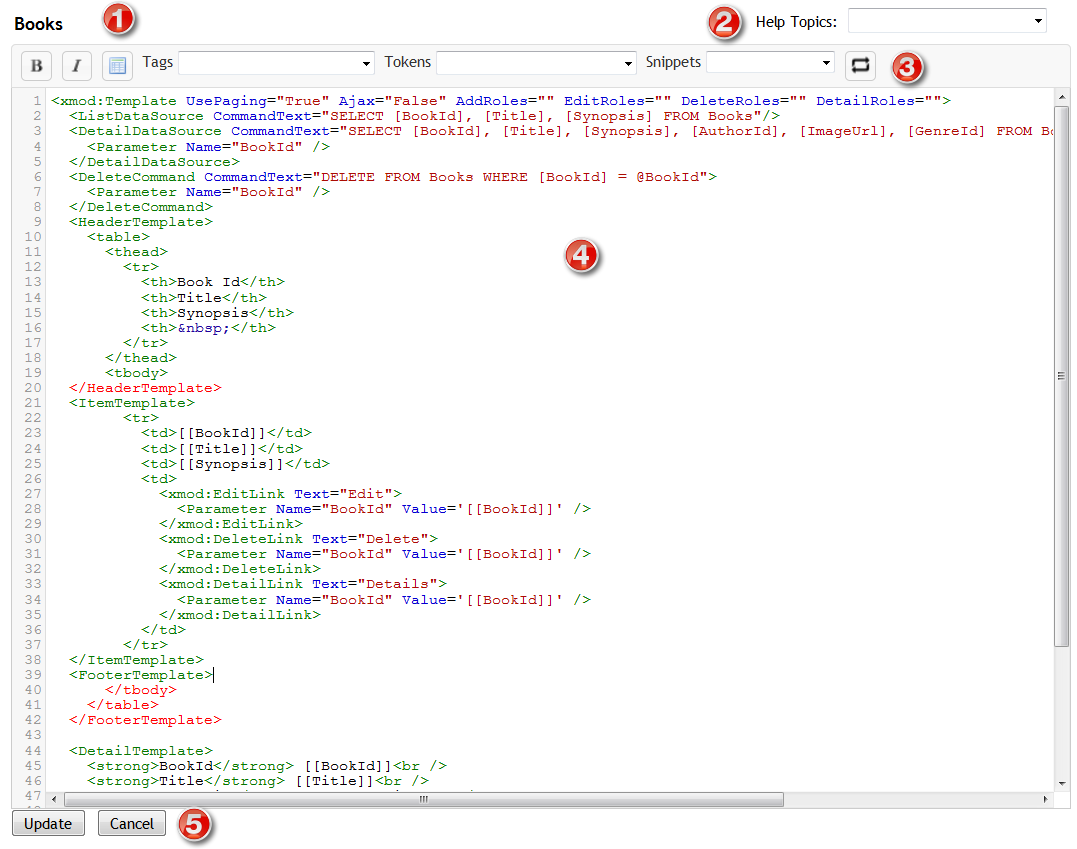 Books 1 2 Help Topics:
B I Tags Tokens Snippets 3
1 <xmod:Template UsePaging="True" Ajax="False" AddRoles="" EditRoles="" DeleteRoles="" DetailRoles="">
2 <ListDataSource CommandText="SELECT [BookId], [Title], [Synopsis] FROM Books"/>
3 <DetailDataSource CommandText="SELECT [BookId], [Title], [Synopsis], [AuthorId], [ImageUrl], [GenreId] FROM Bo
4 <Parameter Name="BookId" />
5 </DetailDataSource>
6 <DeleteCommand CommandText="DELETE FROM Books WHERE [BookId] = @BookId">
7 <Parameter Name="BookId" />
8 </DeleteCommand>
9 <HeaderTemplate>
10 <table>
4
11 <thead>
12 <tr>
13 <th>Book Id</th>
14 <th>Title</th>
15 <th>Synopsis</th>
16 <th>&nbsp;</th>
17 </tr>
18 </thead>
19 <tbody>
20 </HeaderTemplate>
21 <ItemTemplate>
22 <tr>
23 <td>[[BookId]]</td>
24 <td>[[Title]]</td>
25 <td>[[Synopsis]]</td>
26 <td>
27 <xmod:EditLink Text="Edit">
28 <Parameter Name="BookId" Value='[[BookId]]' />
29 </xmod:EditLink>
30 <xmod:DeleteLink Text="Delete">
31 <Parameter Name="BookId" Value='[[BookId]]' />
32 </xmod:DeleteLink>
33 <xmod:DetailLink Text="Details">
34 <Parameter Name="BookId" Value='[[BookId]]' />
35 </xmod:DetailLink>
36 </td>
37 </tr>
38 </ItemTemplate>
39 <FooterTemplate>
40 </tbody>
41 </table>
42 </FooterTemplate>
43
44 <DetailTemplate>
45 <strong>BookId</strong> [[BookId]]<br />
46 <strong>Title</strong> [[Title]]<br />
47
Update Cancel 5